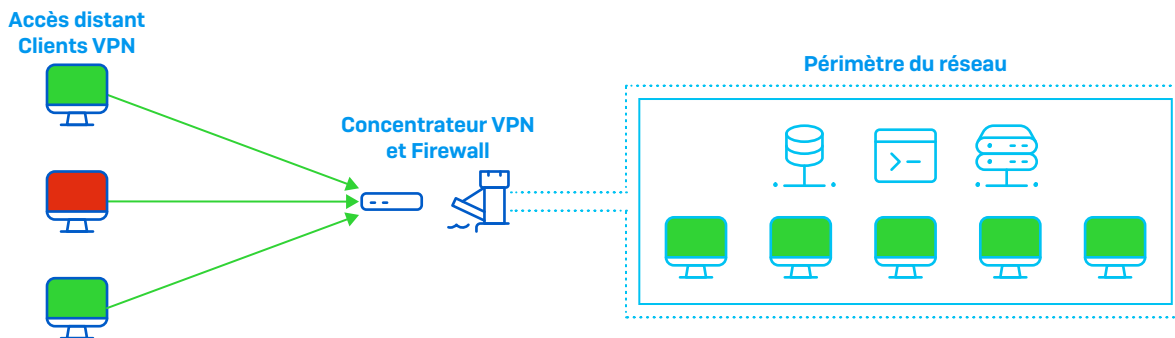 Accès distant
Clients VPN
Périmètre du réseau
Concentrateur VPN
et Firewall